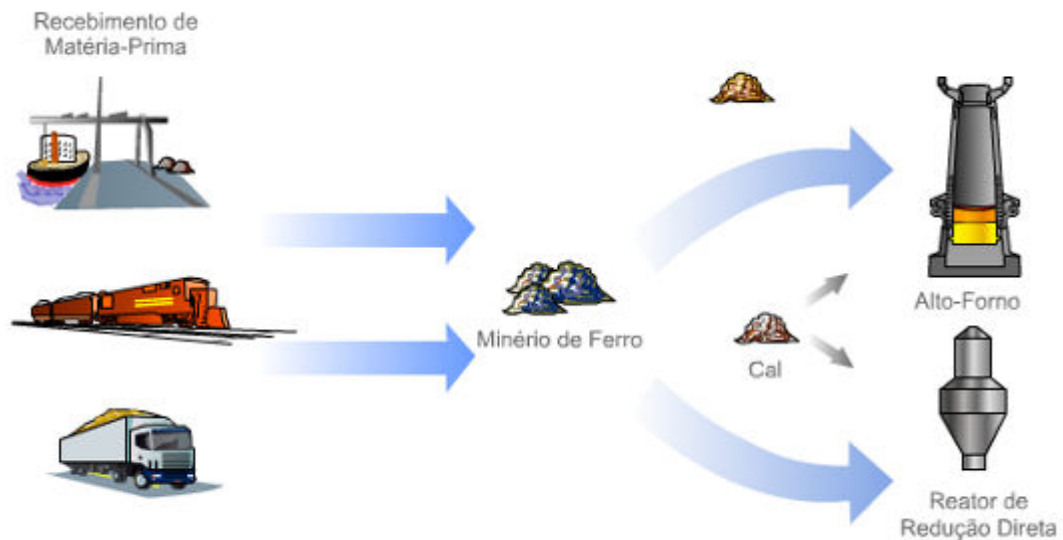 Recebimento de
Matéria-Prima
Minério de Ferro
Cal
Alto-Forno
Reator de
Redução Direta